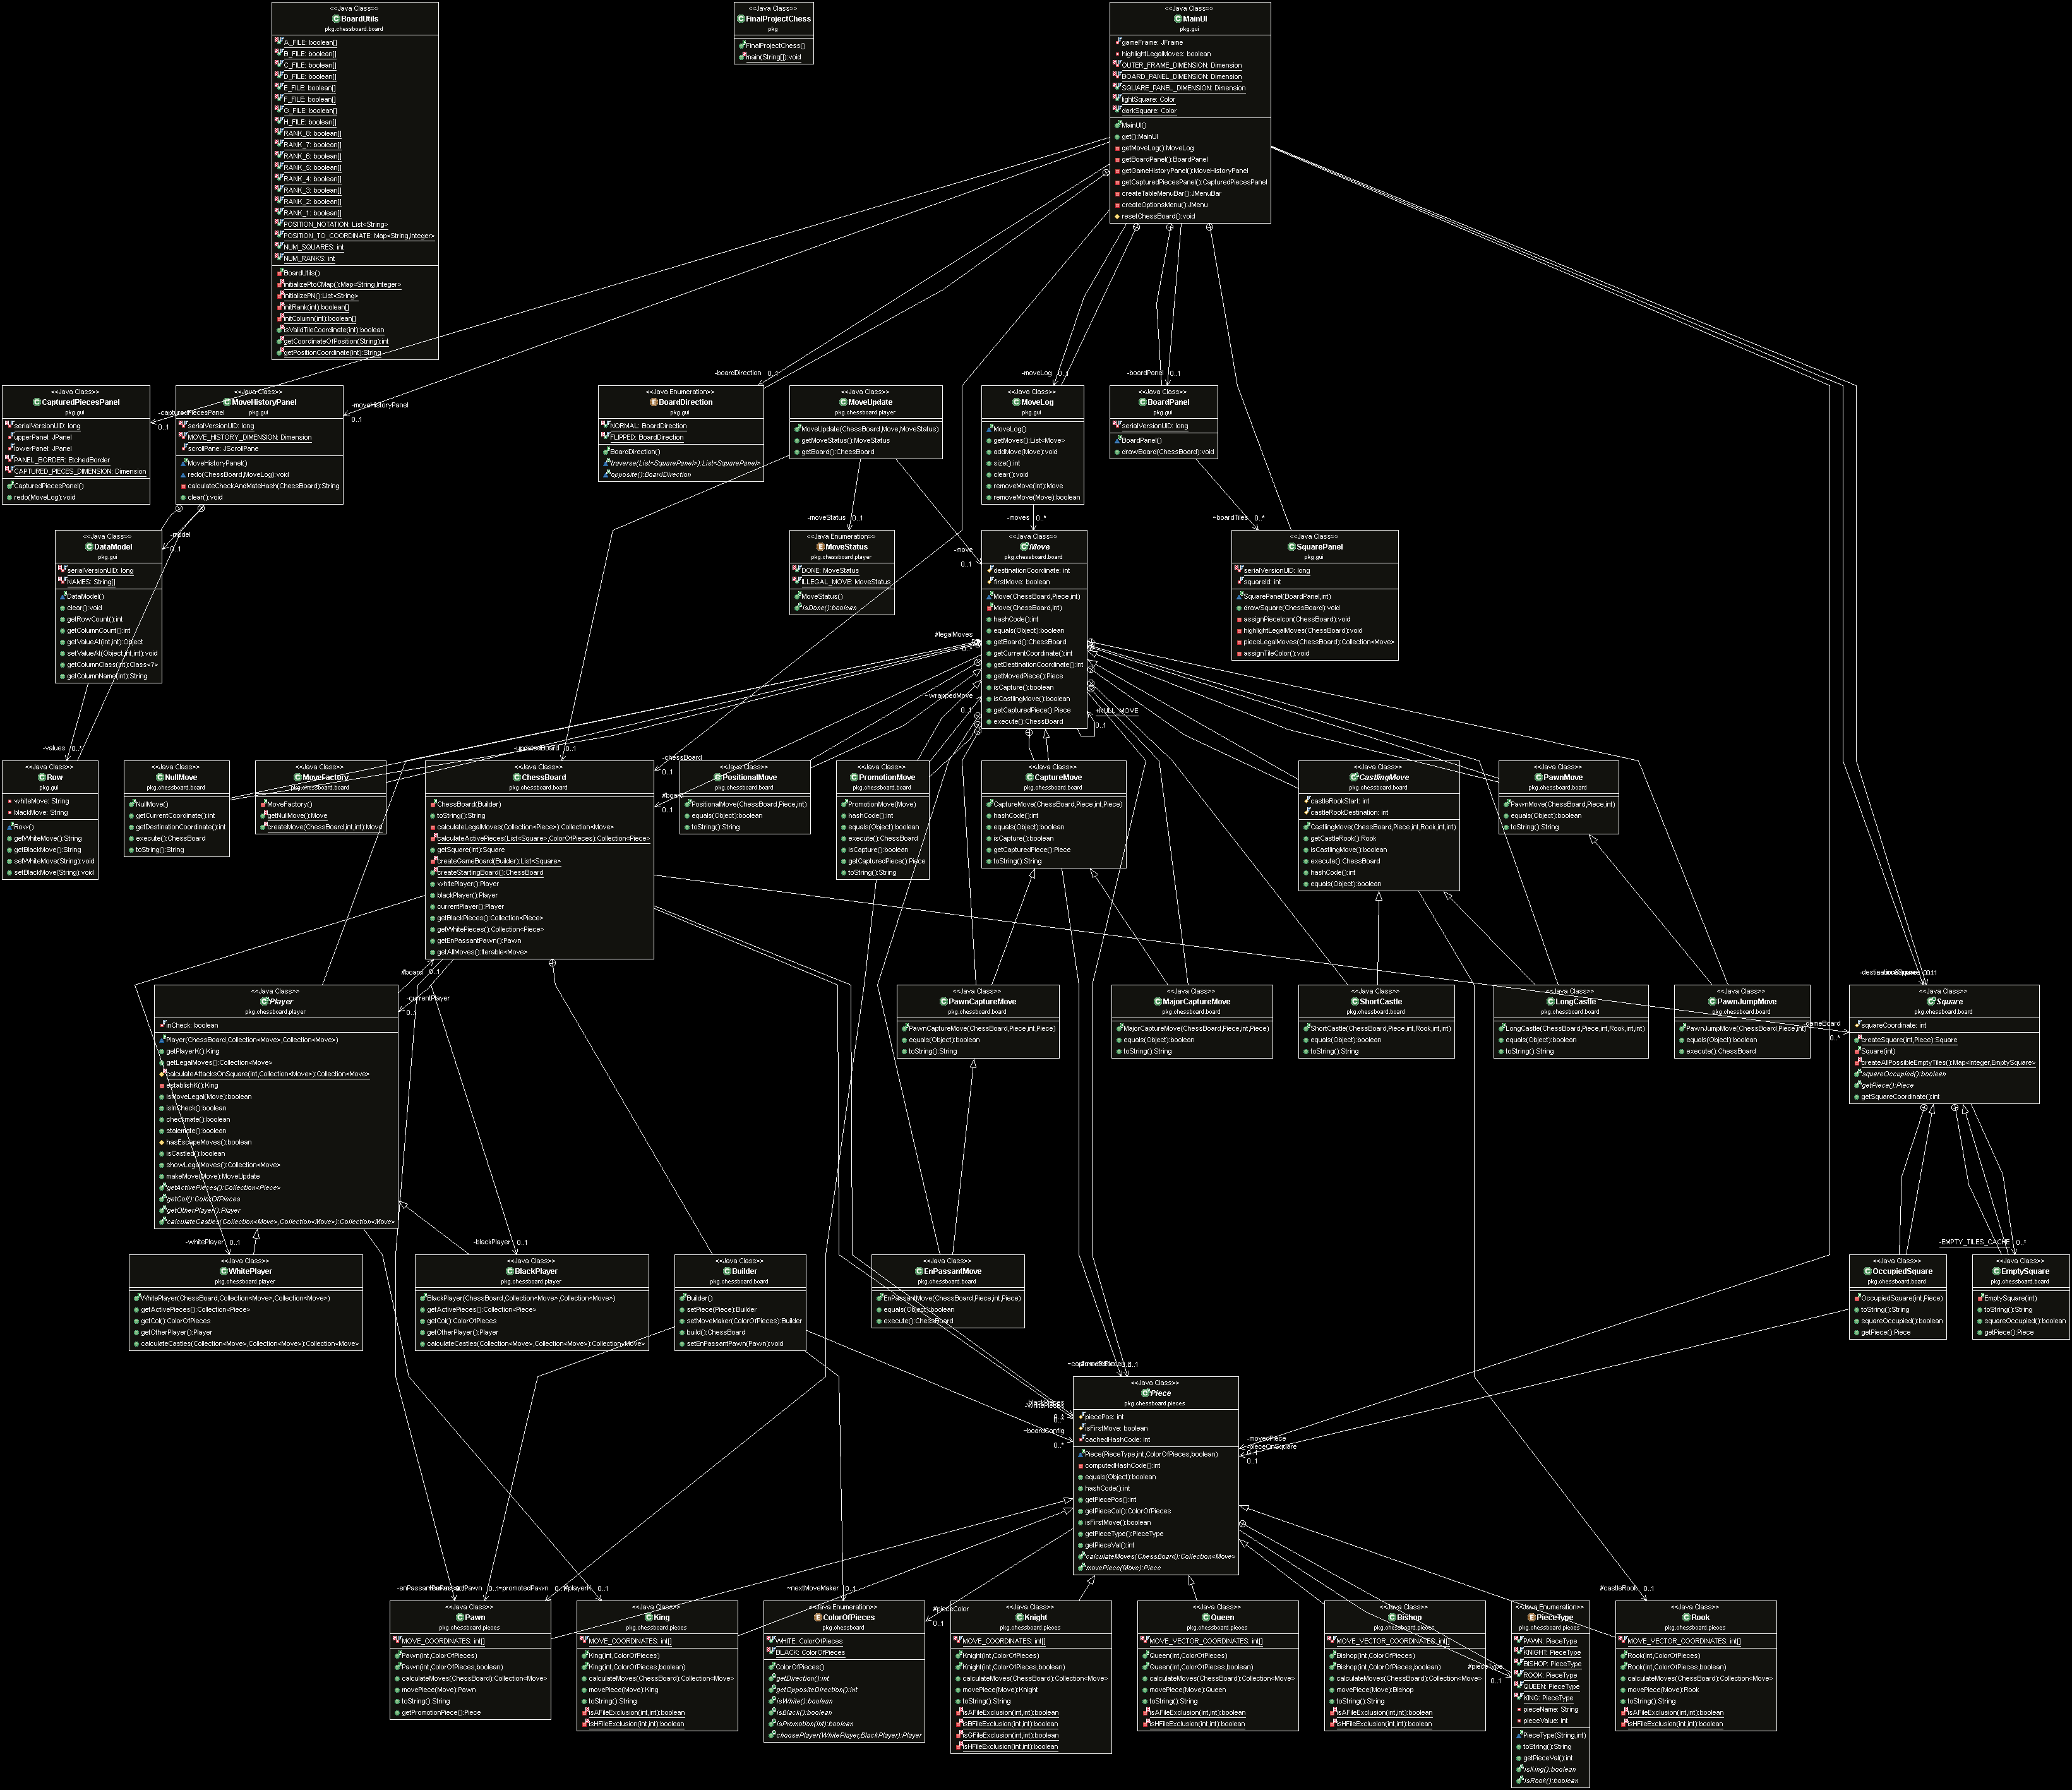 <<Java Class>>
BoardUtils
pkg.chessboard.board
A_FILE: boolean[]
B_FILE: boolean[]
C_FILE: boolean[]
D_FILE: boolean[]
E_FILE: boolean[]
F_FILE: boolean[]
G_FILE: boolean[]
H_FILE: boolean[]
RANK_8: boolean[]
RANK_7: boolean[]
RANK_6: boolean[]
RANK_5: boolean[]
RANK_4: boolean[]
RANK_3: boolean[]
RANK_2: boolean[]
RANK_1: boolean[]
POSITION_NOTATION: List<String>
POSITION_TO_COORDINATE: Map<String,Integer>
NUM_SQUARES: int
NUM_RANKS: int
BoardUtils()
initializePtoCMap():Map<String,Integer>
initializePN():List<String>
initRank(int):boolean[]
initColumn(int):boolean[]
isValidTileCoordinate(int):boolean
getCoordinateOfPosition(String):int
getPositionCoordinate(int):String
<<Java Class>>
FinalProjectChess
pkg
FinalProjectChess()
main(String[]):void
<<Java Class>>
MainUI
pkg.gui
gameFrame: JFrame
highlightLegalMoves: boolean
OUTER_FRAME_DIMENSION: Dimension
BOARD_PANEL_DIMENSION: Dimension
SQUARE_PANEL_DIMENSION: Dimension
lightSquare: Color
darkSquare: Color
MainUI()
get():MainUI
getMoveLog():MoveLog
getBoardPanel():BoardPanel
getGameHistoryPanel():MoveHistoryPanel
getCapturedPiecesPanel():CapturedPiecesPanel
createTableMenuBar():JMenuBar
createOptionsMenu():JMenu
resetChessBoard():void
<<Java Class>>
CapturedPiecesPanel
pkg.gui
serialVersionUID: long
upperPanel: JPanel
lowerPanel: JPanel
PANEL_BORDER: EtchedBorder
CAPTURED_PIECES_DIMENSION: Dimension
CapturedPiecesPanel()
redo(MoveLog):void
-capturedPiecesPanel
0..1
<<Java Class>>
MoveHistoryPanel
pkg.gui
serialVersionUID: long
MOVE_HISTORY_DIMENSION: Dimension
scrollPane: JScrollPane
MoveHistoryPanel()
redo(ChessBoard,MoveLog):void
calculateCheckAndMateHash(ChessBoard):String
clear():void
-moveHistoryPanel
0..1
-boardDirection 0..1
<<Java Enumeration>>
BoardDirection
pkg.gui
NORMAL: BoardDirection
FLIPPED: BoardDirection
BoardDirection()
traverse(List<SquarePanel>):List<SquarePanel>
opposite():BoardDirection
<<Java Class>>
MoveUpdate
pkg.chessboard.player
MoveUpdate(ChessBoard,Move,MoveStatus)
getMoveStatus():MoveStatus
getBoard():ChessBoard
-moveLog 0..1
<<Java Class>>
MoveLog
pkg.gui
MoveLog()
getMoves():List<Move>
addMove(Move):void
size():int
clear():void
removeMove(int):Move
removeMove(Move):boolean
-boardPanel 0..1
<<Java Class>>
BoardPanel
pkg.gui
serialVersionUID: long
BoardPanel()
drawBoard(ChessBoard):void
-model
0..1
<<Java Class>>
DataModel
pkg.gui
serialVersionUID: long
NAMES: String[]
DataModel()
clear():void
getRowCount():int
getColumnCount():int
getValueAt(int,int):Object
setValueAt(Object,int,int):void
getColumnClass(int):Class<?>
getColumnName(int):String
-moveStatus 0..1
<<Java Enumeration>>
MoveStatus
pkg.chessboard.player
DONE: MoveStatus
ILLEGAL_MOVE: MoveStatus
MoveStatus()
isDone():boolean
-move
0..1
-moves 0..*
<<Java Class>>
Move
pkg.chessboard.board
destinationCoordinate: int
firstMove: boolean
Move(ChessBoard,Piece,int)
Move(ChessBoard,int)
hashCode():int
equals(Object):boolean
getBoard():ChessBoard
getCurrentCoordinate():int
getDestinationCoordinate():int
getMovedPiece():Piece
isCapture():boolean
isCastlingMove():boolean
getCapturedPiece():Piece
execute():ChessBoard
#legalMoves
0..*
~wrappedMove
0..1
+NULL_MOVE
0..1
~boardTiles 0..*
<<Java Class>>
SquarePanel
pkg.gui
serialVersionUID: long
squareId: int
SquarePanel(BoardPanel,int)
drawSquare(ChessBoard):void
assignPieceIcon(ChessBoard):void
highlightLegalMoves(ChessBoard):void
pieceLegalMoves(ChessBoard):Collection<Move>
assignTileColor():void
-values 0..*
<<Java Class>>
Row
pkg.gui
whiteMove: String
blackMove: String
Row()
getWhiteMove():String
getBlackMove():String
setWhiteMove(String):void
setBlackMove(String):void
<<Java Class>>
NullMove
pkg.chessboard.board
NullMove()
getCurrentCoordinate():int
getDestinationCoordinate():int
execute():ChessBoard
toString():String
<<Java Class>>
MoveFactory
pkg.chessboard.board
MoveFactory()
getNullMove():Move
createMove(ChessBoard,int,int):Move
-updatedBoard 0..1
<<Java Class>>
ChessBoard
pkg.chessboard.board
ChessBoard(Builder)
toString():String
calculateLegalMoves(Collection<Piece>):Collection<Move>
calculateActivePieces(List<Square>,ColorOfPieces):Collection<Piece>
getSquare(int):Square
createGameBoard(Builder):List<Square>
createStartingBoard():ChessBoard
whitePlayer():Player
blackPlayer():Player
currentPlayer():Player
getBlackPieces():Collection<Piece>
getWhitePieces():Collection<Piece>
getEnPassantPawn():Pawn
getAllMoves():Iterable<Move>
-chessBoard
0..1
#board
0..1
<<Java Class>>
PositionalMove
pkg.chessboard.board
PositionalMove(ChessBoard,Piece,int)
equals(Object):boolean
toString():String
<<Java Class>>
PromotionMove
pkg.chessboard.board
PromotionMove(Move)
hashCode():int
equals(Object):boolean
execute():ChessBoard
isCapture():boolean
getCapturedPiece():Piece
toString():String
<<Java Class>>
CaptureMove
pkg.chessboard.board
CaptureMove(ChessBoard,Piece,int,Piece)
hashCode():int
equals(Object):boolean
isCapture():boolean
getCapturedPiece():Piece
toString():String
<<Java Class>>
CastlingMove
pkg.chessboard.board
castleRookStart: int
castleRookDestination: int
CastlingMove(ChessBoard,Piece,int,Rook,int,int)
getCastleRook():Rook
isCastlingMove():boolean
execute():ChessBoard
hashCode():int
equals(Object):boolean
<<Java Class>>
PawnMove
pkg.chessboard.board
PawnMove(ChessBoard,Piece,int)
equals(Object):boolean
toString():String
#board 0..1
-currentPlayer
0..1
<<Java Class>>
Player
pkg.chessboard.player
inCheck: boolean
Player(ChessBoard,Collection<Move>,Collection<Move>)
getPlayerK():King
getLegalMoves():Collection<Move>
calculateAttacksOnSquare(int,Collection<Move>):Collection<Move>
establishK():King
isMoveLegal(Move):boolean
isInCheck():boolean
checkmate():boolean
stalemate():boolean
hasEscapeMoves():boolean
isCastled():boolean
showLegalMoves():Collection<Move>
makeMove(Move):MoveUpdate
getActivePieces():Collection<Piece>
getCol():ColorOfPieces
getOtherPlayer():Player
calculateCastles(Collection<Move>,Collection<Move>):Collection<Move>
<<Java Class>>
PawnCaptureMove
pkg.chessboard.board
PawnCaptureMove(ChessBoard,Piece,int,Piece)
equals(Object):boolean
toString():String
<<Java Class>>
MajorCaptureMove
pkg.chessboard.board
MajorCaptureMove(ChessBoard,Piece,int,Piece)
equals(Object):boolean
toString():String
<<Java Class>>
ShortCastle
pkg.chessboard.board
ShortCastle(ChessBoard,Piece,int,Rook,int,int)
equals(Object):boolean
toString():String
<<Java Class>>
LongCastle
pkg.chessboard.board
LongCastle(ChessBoard,Piece,int,Rook,int,int)
equals(Object):boolean
toString():String
<<Java Class>>
PawnJumpMove
pkg.chessboard.board
PawnJumpMove(ChessBoard,Piece,int)
equals(Object):boolean
execute():ChessBoard
-gameBoard
0..*
<<Java Class>>
Square
pkg.chessboard.board
squareCoordinate: int
createSquare(int,Piece):Square
Square(int)
createAllPossibleEmptyTiles():Map<Integer,EmptySquare>
squareOccupied():boolean
getPiece():Piece
getSquareCoordinate():int
-whitePlayer 0..1
<<Java Class>>
WhitePlayer
pkg.chessboard.player
WhitePlayer(ChessBoard,Collection<Move>,Collection<Move>)
getActivePieces():Collection<Piece>
getCol():ColorOfPieces
getOtherPlayer():Player
calculateCastles(Collection<Move>,Collection<Move>):Collection<Move>
-blackPlayer 0..1
<<Java Class>>
BlackPlayer
pkg.chessboard.player
BlackPlayer(ChessBoard,Collection<Move>,Collection<Move>)
getActivePieces():Collection<Piece>
getCol():ColorOfPieces
getOtherPlayer():Player
calculateCastles(Collection<Move>,Collection<Move>):Collection<Move>
<<Java Class>>
Builder
pkg.chessboard.board
Builder()
setPiece(Piece):Builder
setMoveMaker(ColorOfPieces):Builder
build():ChessBoard
setEnPassantPawn(Pawn):void
<<Java Class>>
EnPassantMove
pkg.chessboard.board
EnPassantMove(ChessBoard,Piece,int,Piece)
equals(Object):boolean
execute():ChessBoard
<<Java Class>>
OccupiedSquare
pkg.chessboard.board
OccupiedSquare(int,Piece)
toString():String
squareOccupied():boolean
getPiece():Piece
-EMPTY_TILES_CACHE 0..*
<<Java Class>>
EmptySquare
pkg.chessboard.board
EmptySquare(int)
toString():String
squareOccupied():boolean
getPiece():Piece
~boardConfig
0..*
<<Java Class>>
Piece
pkg.chessboard.pieces
piecePos: int
isFirstMove: boolean
cachedHashCode: int
Piece(PieceType,int,ColorOfPieces,boolean)
computedHashCode():int
equals(Object):boolean
hashCode():int
getPiecePos():int
getPieceCol():ColorOfPieces
isFirstMove():boolean
getPieceType():PieceType
getPieceVal():int
calculateMoves(ChessBoard):Collection<Move>
movePiece(Move):Piece
-movedPiece
0..1
-pieceOnSquare
0..1
<<Java Class>>
Pawn
pkg.chessboard.pieces
MOVE_COORDINATES: int[]
Pawn(int,ColorOfPieces)
Pawn(int,ColorOfPieces,boolean)
calculateMoves(ChessBoard):Collection<Move>
movePiece(Move):Pawn
toString():String
getPromotionPiece():Piece
~promotedPawn
#playerK 0..1
<<Java Class>>
King
pkg.chessboard.pieces
MOVE_COORDINATES: int[]
King(int,ColorOfPieces)
King(int,ColorOfPieces,boolean)
calculateMoves(ChessBoard):Collection<Move>
movePiece(Move):King
toString():String
isAFileExclusion(int,int):boolean
isHFileExclusion(int,int):boolean
~nextMoveMaker 0..1
<<Java Enumeration>>
ColorOfPieces
pkg.chessboard.pieces
WHITE: ColorOfPieces
BLACK: ColorOfPieces
ColorOfPieces()
getDirection():int
getOppositeDirection():int
isWhite():boolean
isBlack():boolean
isPromotion(int):boolean
choosePlayer(WhitePlayer,BlackPlayer):Player
#pieceColor
0..1
<<Java Class>>
Knight
pkg.chessboard.pieces
MOVE_COORDINATES: int[]
Knight(int,ColorOfPieces)
Knight(int,ColorOfPieces,boolean)
calculateMoves(ChessBoard):Collection<Move>
movePiece(Move):Knight
toString():String
isAFileExclusion(int,int):boolean
isBFileExclusion(int,int):boolean
isGFileExclusion(int,int):boolean
isHFileExclusion(int,int):boolean
<<Java Class>>
Queen
pkg.chessboard.pieces
MOVE_VECTOR_COORDINATES: int[]
Queen(int,ColorOfPieces)
Queen(int,ColorOfPieces,boolean)
calculateMoves(ChessBoard):Collection<Move>
movePiece(Move):Queen
toString():String
isAFileExclusion(int,int):boolean
isHFileExclusion(int,int):boolean
<<Java Class>>
Bishop
pkg.chessboard.pieces
MOVE_VECTOR_COORDINATES: int[]
Bishop(int,ColorOfPieces)
Bishop(int,ColorOfPieces,boolean)
calculateMoves(ChessBoard):Collection<Move>
movePiece(Move):Bishop
toString():String
isAFileExclusion(int,int):boolean
isHFileExclusion(int,int):boolean
#pieceType
0..1
<<Java Enumeration>>
PieceType
pkg.chessboard.pieces
PAWN: PieceType
KNIGHT: PieceType
BISHOP: PieceType
ROOK: PieceType
QUEEN: PieceType
KING: PieceType
pieceName: String
pieceValue: int
PieceType(String,int)
toString():String
getPieceVal():int
isKing():boolean
isRook():boolean
#castleRook 0..1
<<Java Class>>
Rook
pkg.chessboard.pieces
MOVE_VECTOR_COORDINATES: int[]
Rook(int,ColorOfPieces)
Rook(int,ColorOfPieces,boolean)
calculateMoves(ChessBoard):Collection<Move>
movePiece(Move):Rook
toString():String
isAFileExclusion(int,int):boolean
isHFileExclusion(int,int):boolean